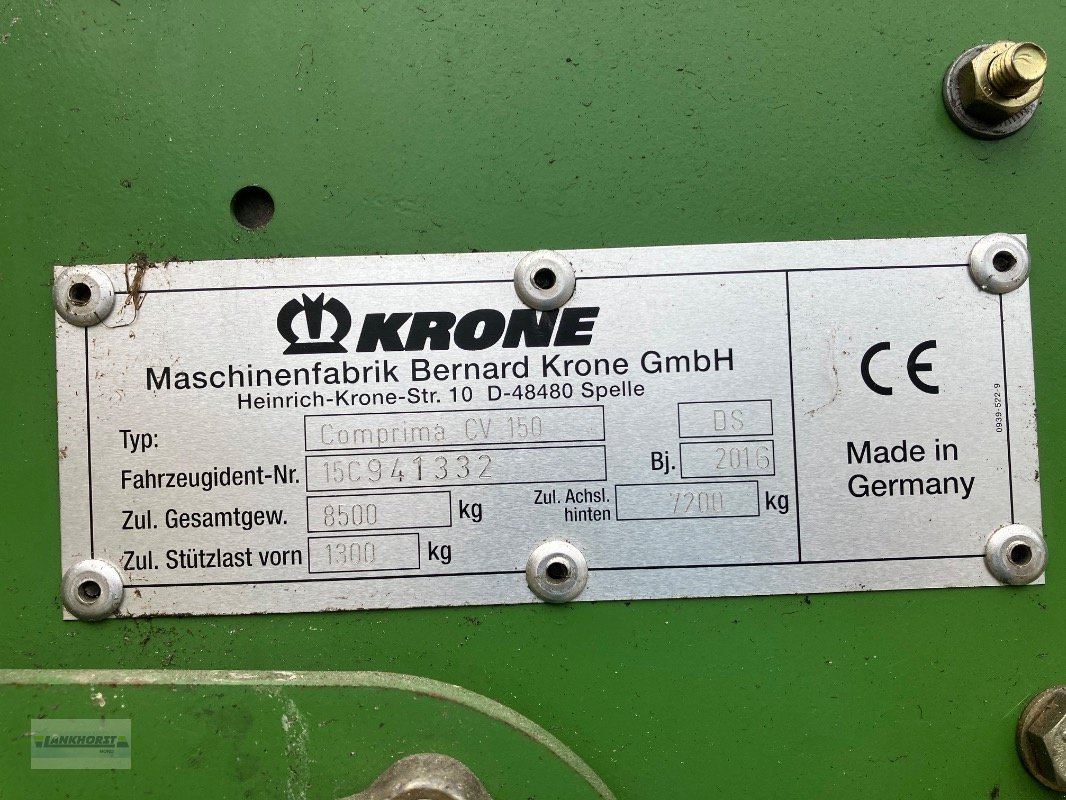 KRONE
Maschinenfabrik Bernard Krone GmbH
Heinrich-Krone-Str. 10 D-48480 Spelle
Typ: Comprima CV 150 DS
Fahrzeugident-Nr. 15C941332 Bj. 2016
Zul. Gesamtgew. 8500 kg Zul. Achsl. hinten 7200 kg
Zul. Stützlast vorn 1300 kg
CE
Made in
Germany
0939-522-9
LANKHORST